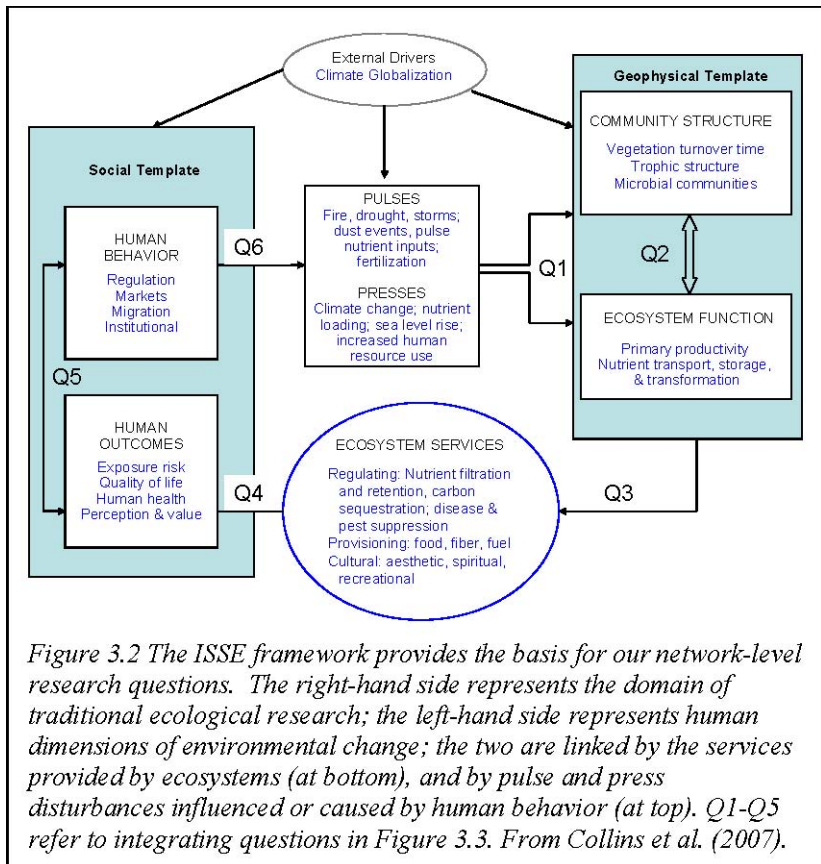 External Drivers
Climate Globalization
Geophysical Template
COMMUNITY STRUCTURE
Vegetation turnover time
Trophic structure
Microbial communities
Social Template
HUMAN
BEHAVIOR
Regulation
Markets
Migration
Institutional
Q6
PULSES
Fire, drought, storms;
dust events, pulse
nutrient inputs;
fertilization
PRESSES
Climate change; nutrient
loading; sea level rise;
increased human
resource use
Q1
Q2
ECOSYSTEM FUNCTION
Primary productivity
Nutrient transport, storage,
& transformation
Q5
HUMAN
OUTCOMES
Exposure risk
Quality of life
Human health
Perception & value
Q4
ECOSYSTEM SERVICES
Regulating: Nutrient filtration
and retention, carbon
sequestration; disease &
pest suppression
Provisioning: food, fiber, fuel
Cultural: aesthetic, spiritual,
recreational
Q3
Figure 3.2 The ISSE framework provides the basis for our network-level
research questions. The right-hand side represents the domain of
traditional ecological research; the left-hand side represents human
dimensions of environmental change; the two are linked by the services
provided by ecosystems (at bottom), and by pulse and press
disturbances influenced or caused by human behavior (at top). Q1-Q5
refer to integrating questions in Figure 3.3. From Collins et al. (2007).